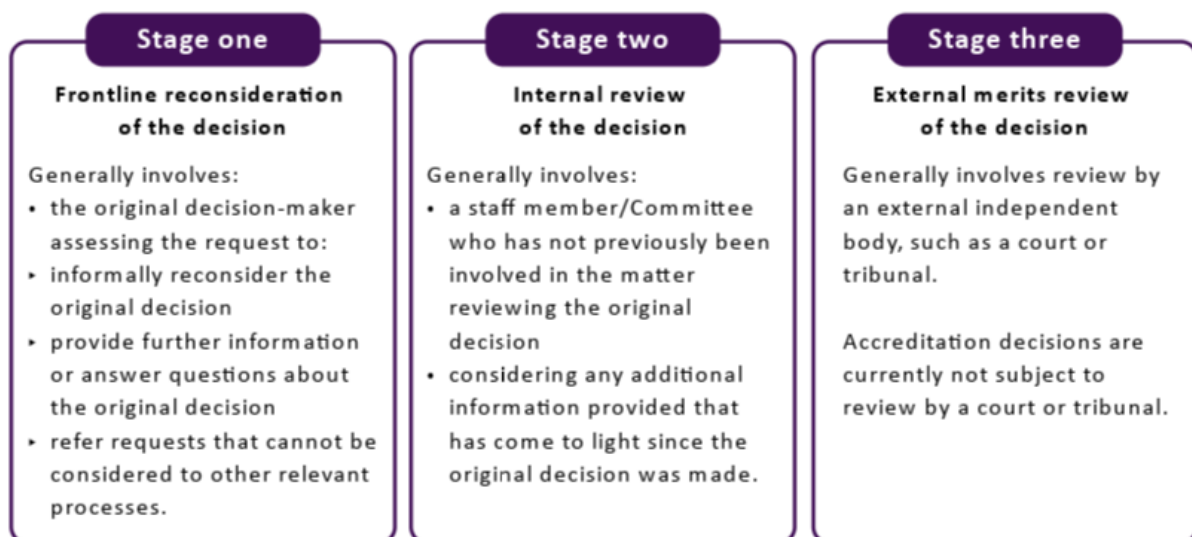 Stage one
Frontline reconsideration
of the decision
Generally involves:
• the original decision-maker
assessing the request to:
‣ informally reconsider the
original decision
‣ provide further information
or answer questions about
the original decision
‣ refer requests that cannot be
considered to other relevant
processes.
Stage two
Internal review
of the decision
Generally involves:
• a staff member/Committee
who has not previously been
involved in the matter
reviewing the original
decision
• considering any additional
information provided that
has come to light since the
original decision was made.
Stage three
External merits review
of the decision
Generally involves review by
an external independent
body, such as a court or
tribunal.
Accreditation decisions are
currently not subject to
review by a court or tribunal.